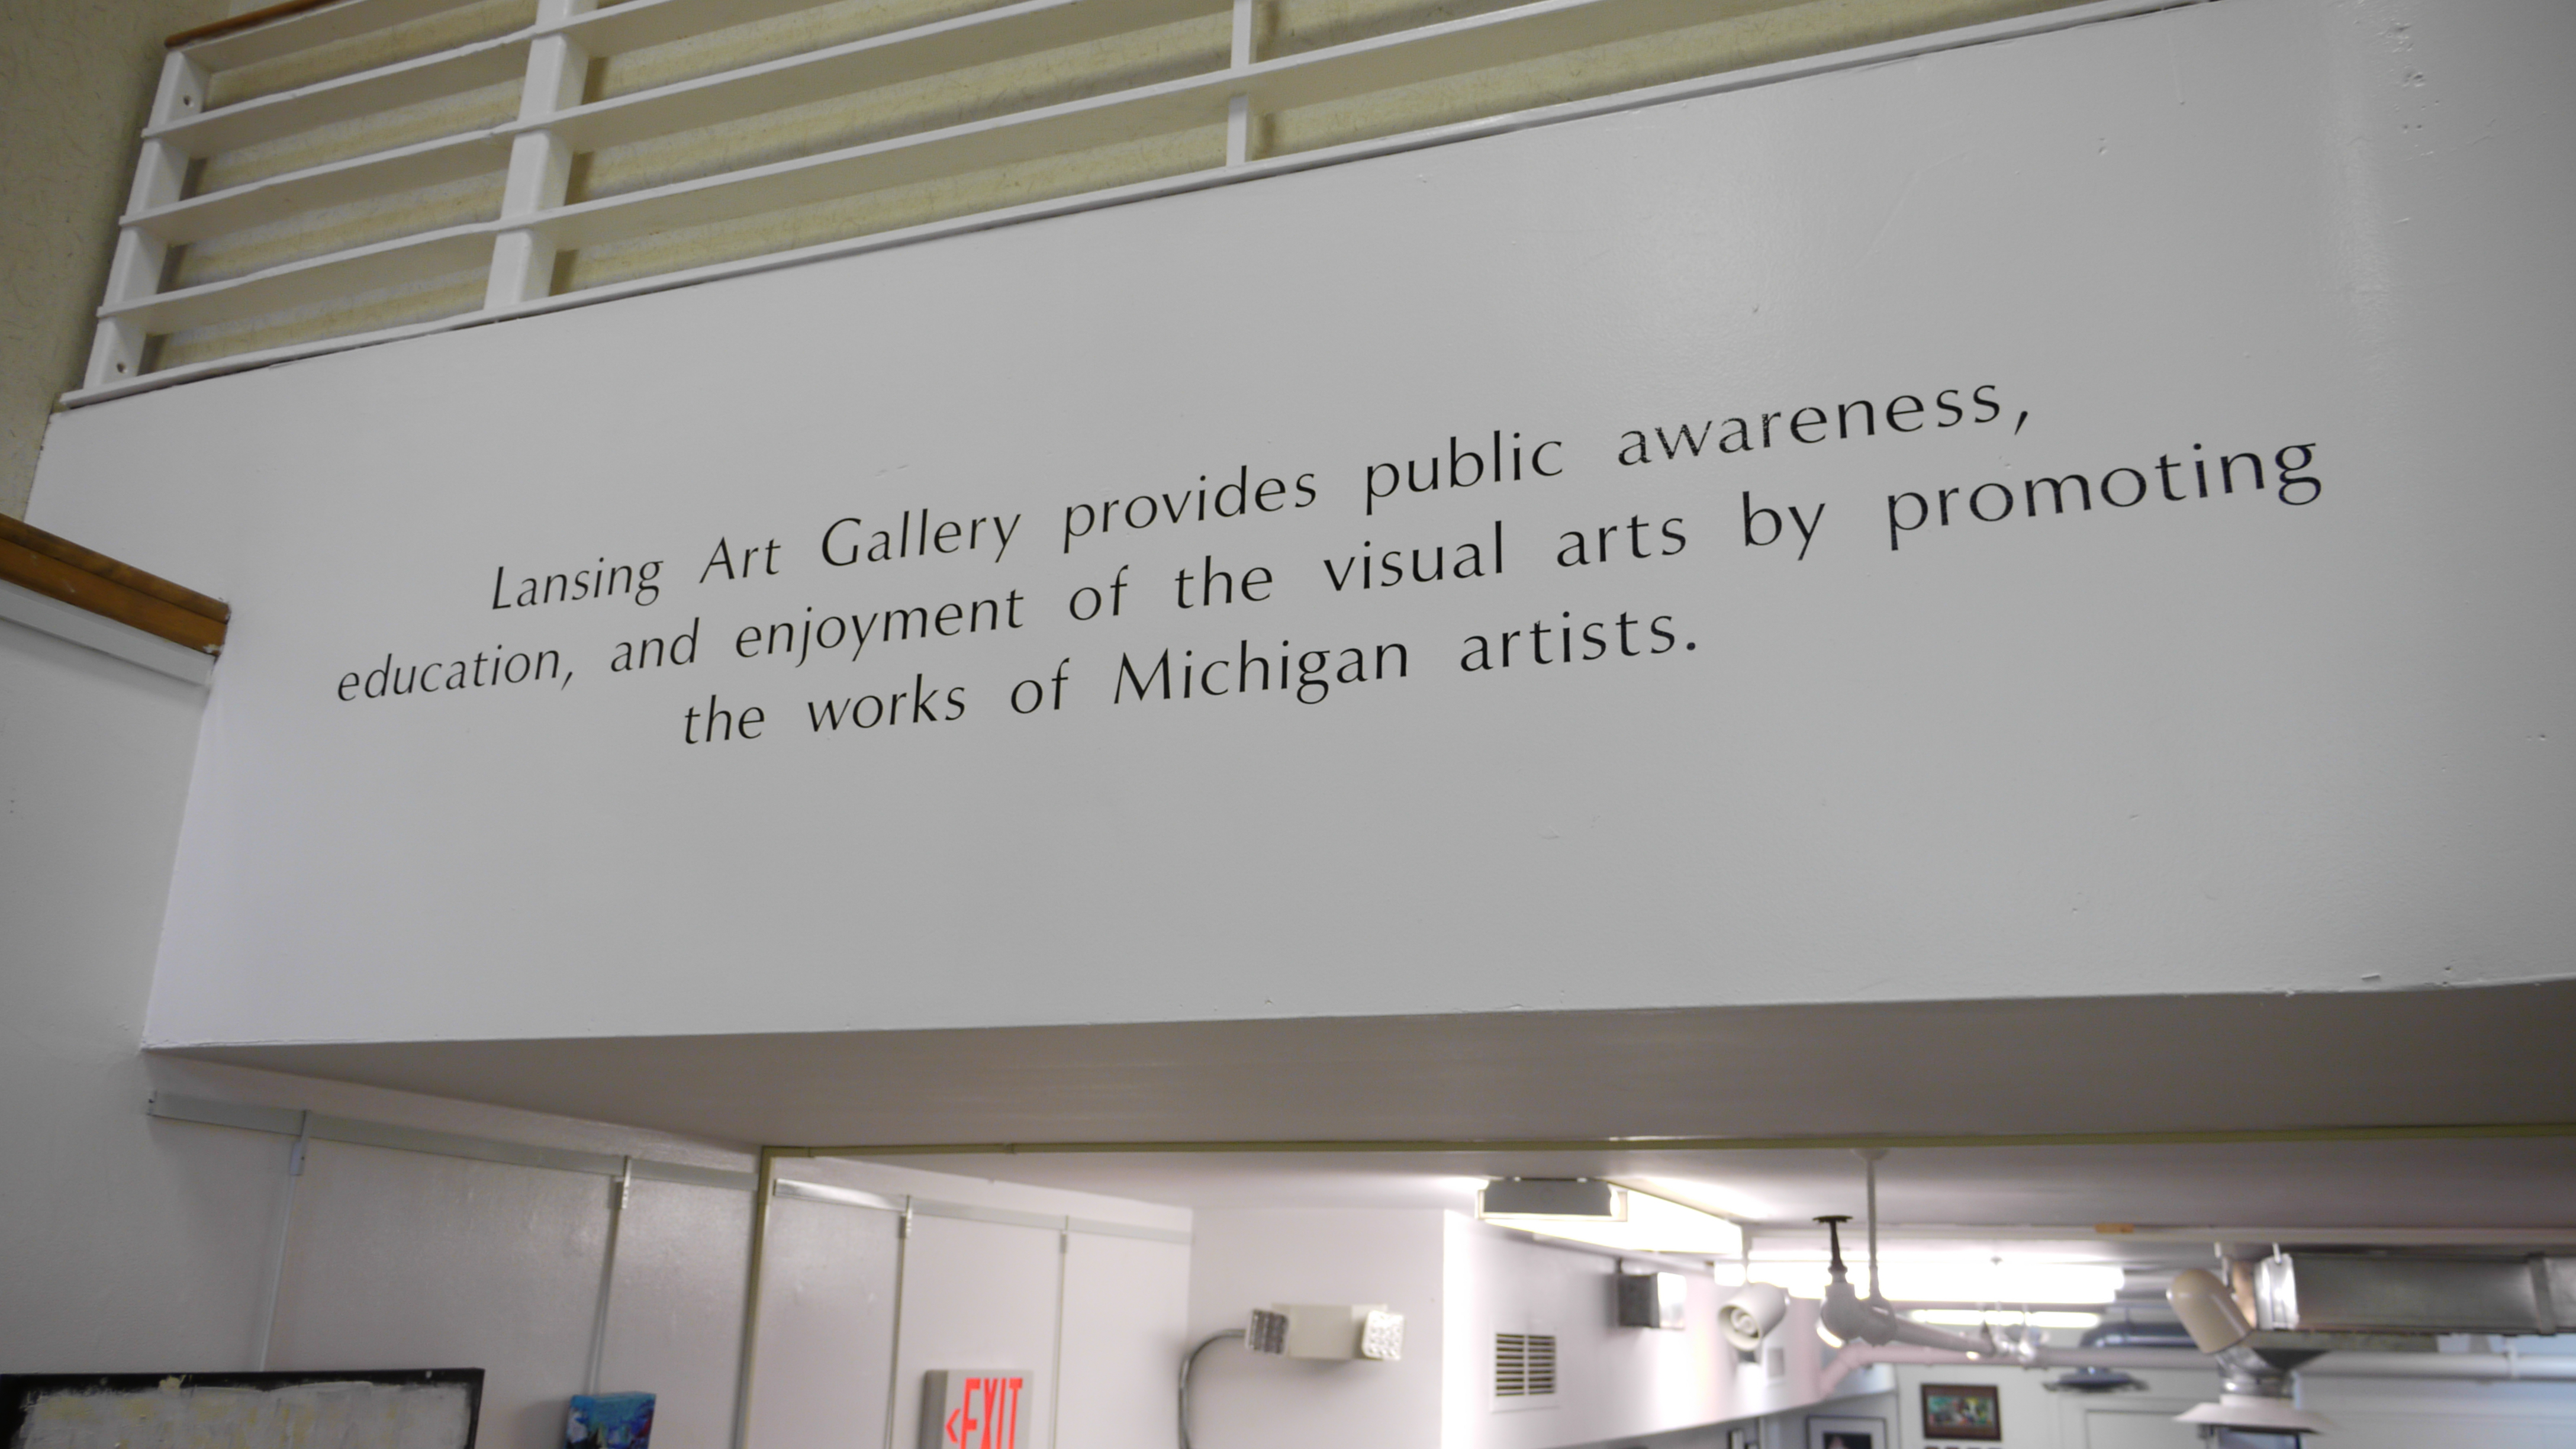 Lansing Art Gallery provides public awareness,
education, and enjoyment of the visual arts by promoting
the works of Michigan artists.
<EXIT